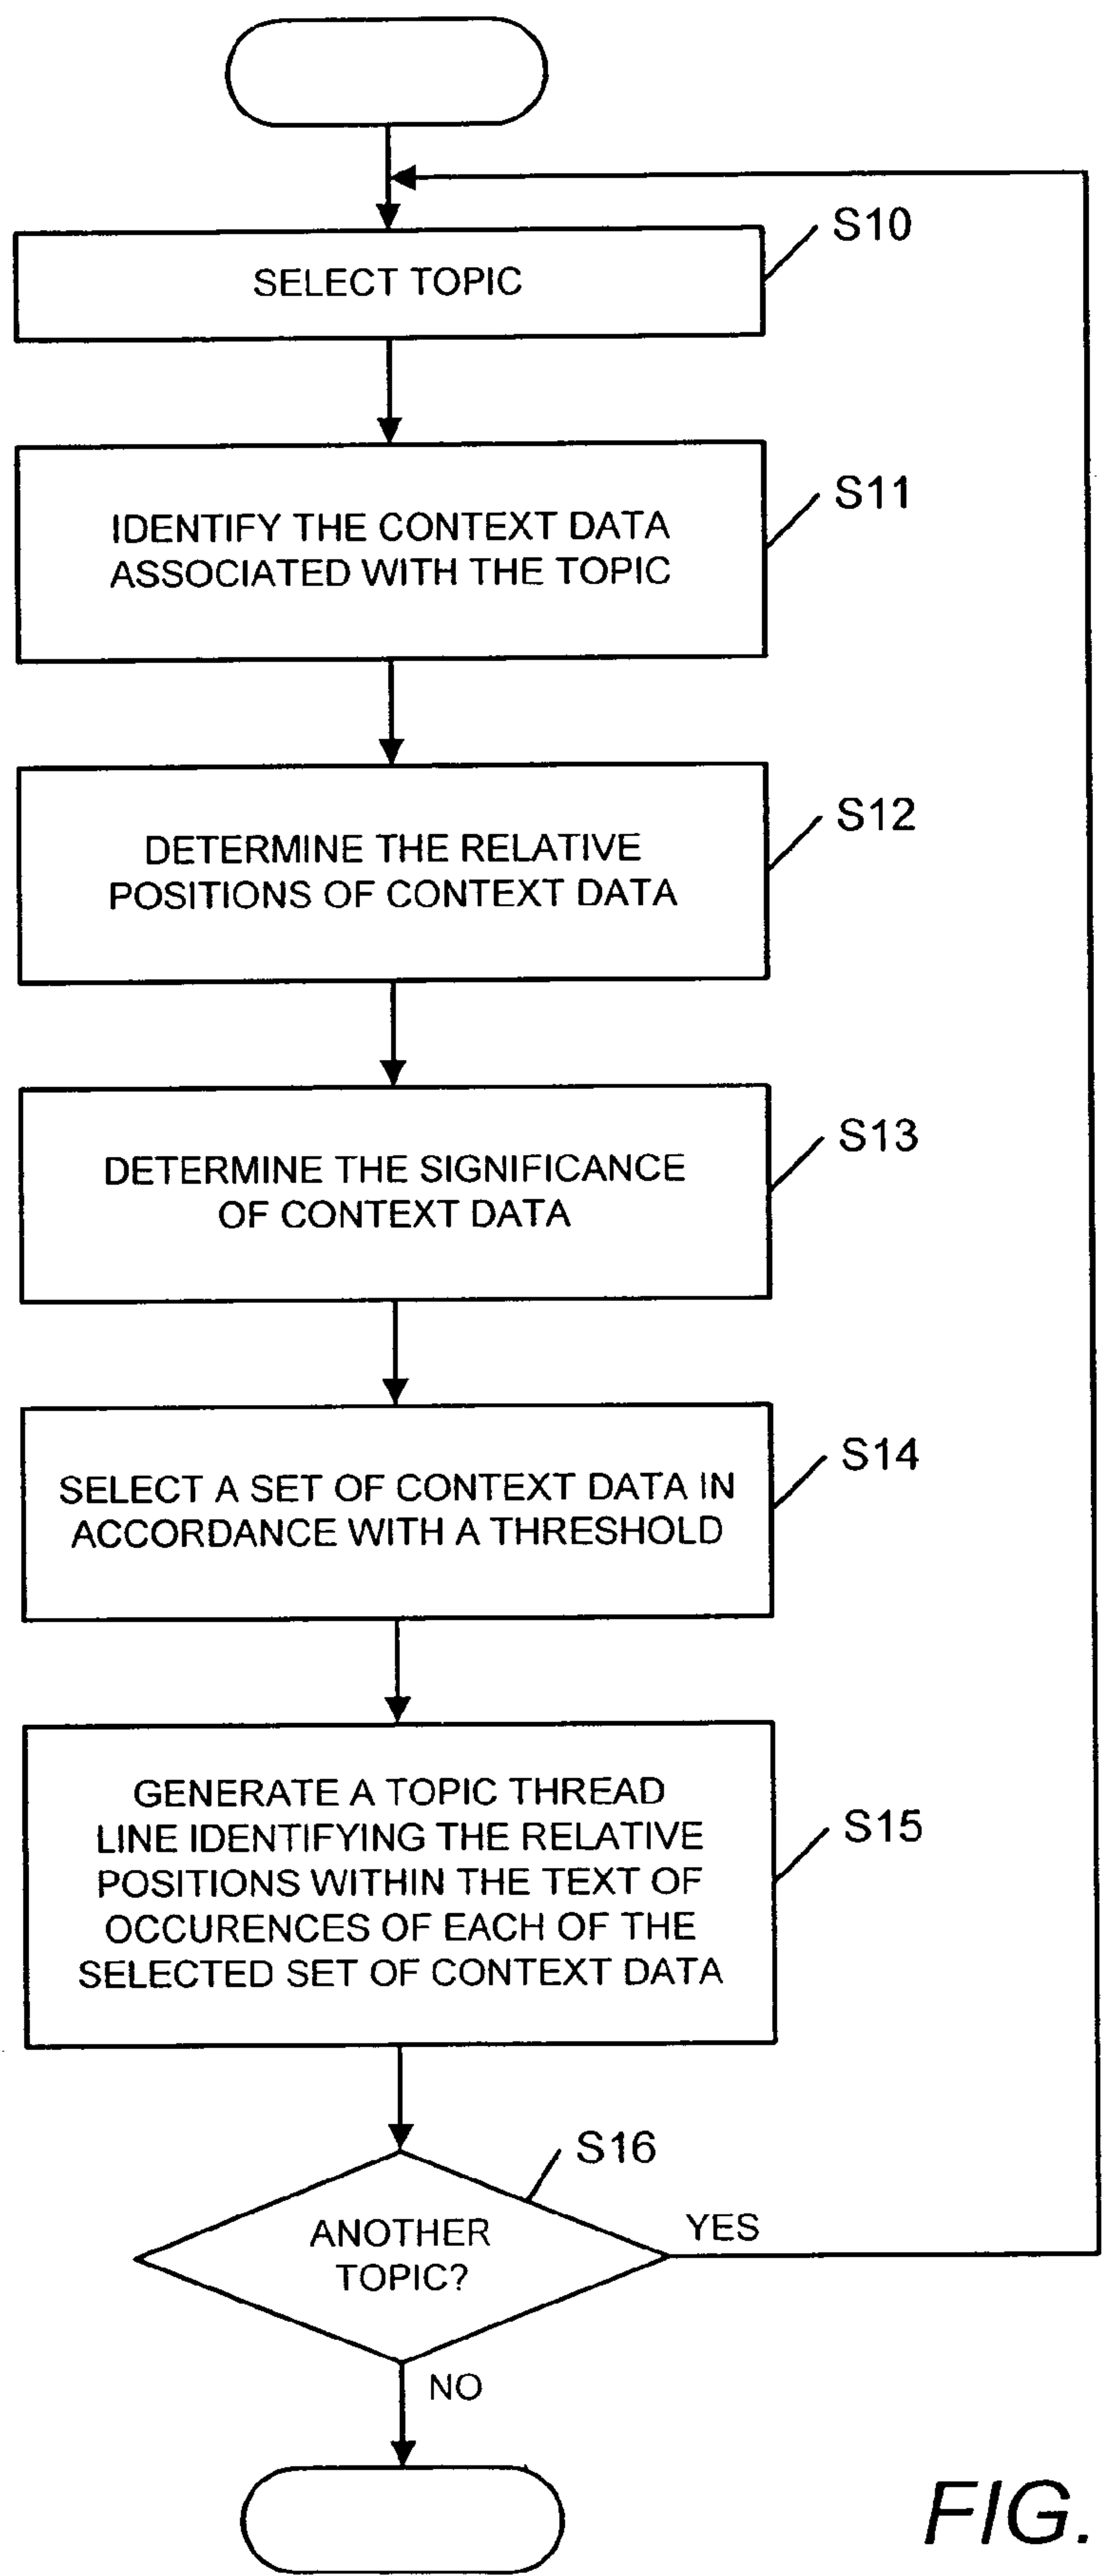 S10
SELECT TOPIC
S11
IDENTIFY THE CONTEXT DATA
ASSOCIATED WITH THE TOPIC
S12
DETERMINE THE RELATIVE
POSITIONS OF CONTEXT DATA
S13
DETERMINE THE SIGNIFICANCE
OF CONTEXT DATA
S14
SELECT A SET OF CONTEXT DATA IN
ACCORDANCE WITH A THRESHOLD
S15
GENERATE A TOPIC THREAD
LINE IDENTIFYING THE RELATIVE
POSITIONS WITHIN THE TEXT OF
OCCURENCES OF EACH OF THE
SELECTED SET OF CONTEXT DATA
S16
ANOTHER
TOPIC?
YES
NO
FIG.